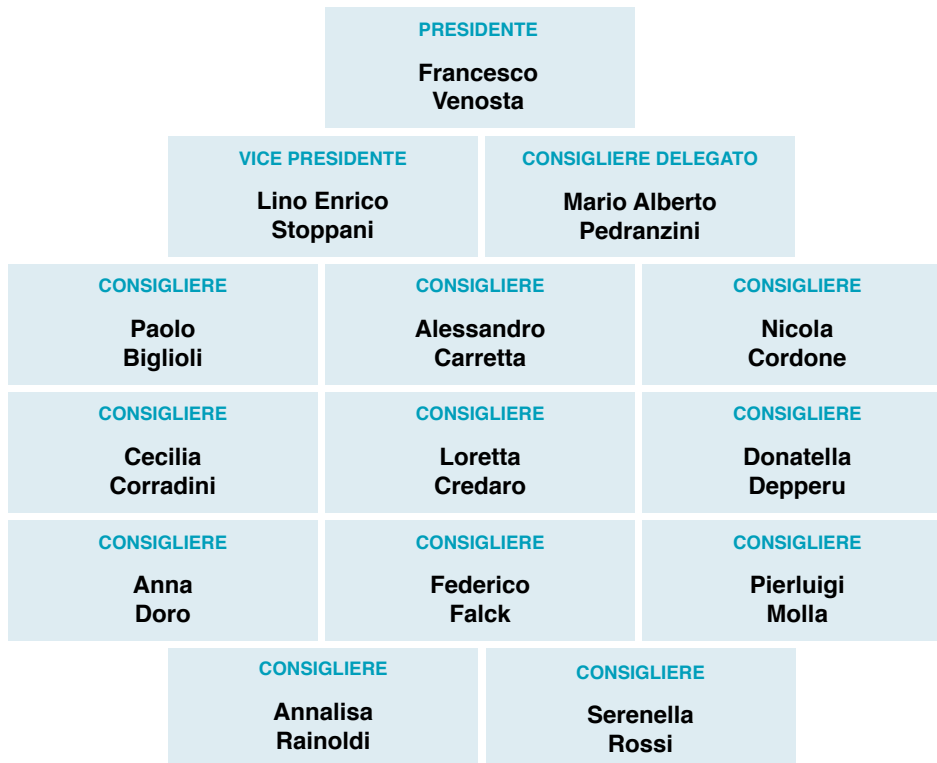 PRESIDENTE
Francesco
Venosta
VICE PRESIDENTE
Lino Enrico
Stoppani
CONSIGLIERE DELEGATO
Mario Alberto
Pedranzini
CONSIGLIERE
Paolo
Biglioli
CONSIGLIERE
Alessandro
Carretta
CONSIGLIERE
Nicola
Cordone
CONSIGLIERE
Cecilia
Corradini
CONSIGLIERE
Loretta
Credaro
CONSIGLIERE
Donatella
Depperu
CONSIGLIERE
Anna
Doro
CONSIGLIERE
Federico
Falck
CONSIGLIERE
Pierluigi
Molla
CONSIGLIERE
Annalisa
Rainoldi
CONSIGLIERE
Serenella
Rossi